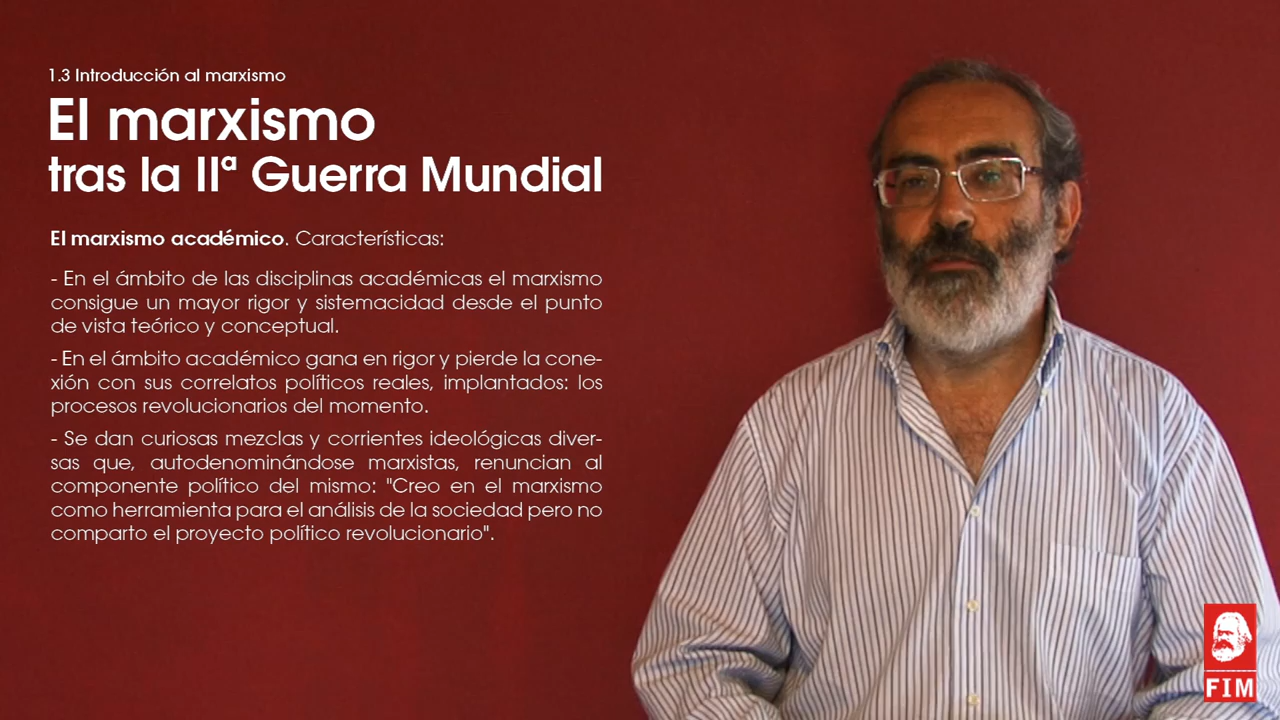 1.3 Introducción al marxismo
El marxismo
tras la IIª Guerra Mundial
El marxismo académico. Características:
- En el ámbito de las disciplinas académicas el marxismo
consigue un mayor rigor y sistemacidad desde el punto
de vista teórico y conceptual.
- En el ámbito académico gana en rigor y pierde la cone-
xión con sus correlatos políticos reales, implantados: los
procesos revolucionarios del momento.
- Se dan curiosas mezclas y corrientes ideológicas diver-
sas que, autodenominándose marxistas, renuncian al
componente político del mismo: "Creo en el marxismo
como herramienta para el análisis de la sociedad pero no
comparto el proyecto político revolucionario".
FIM